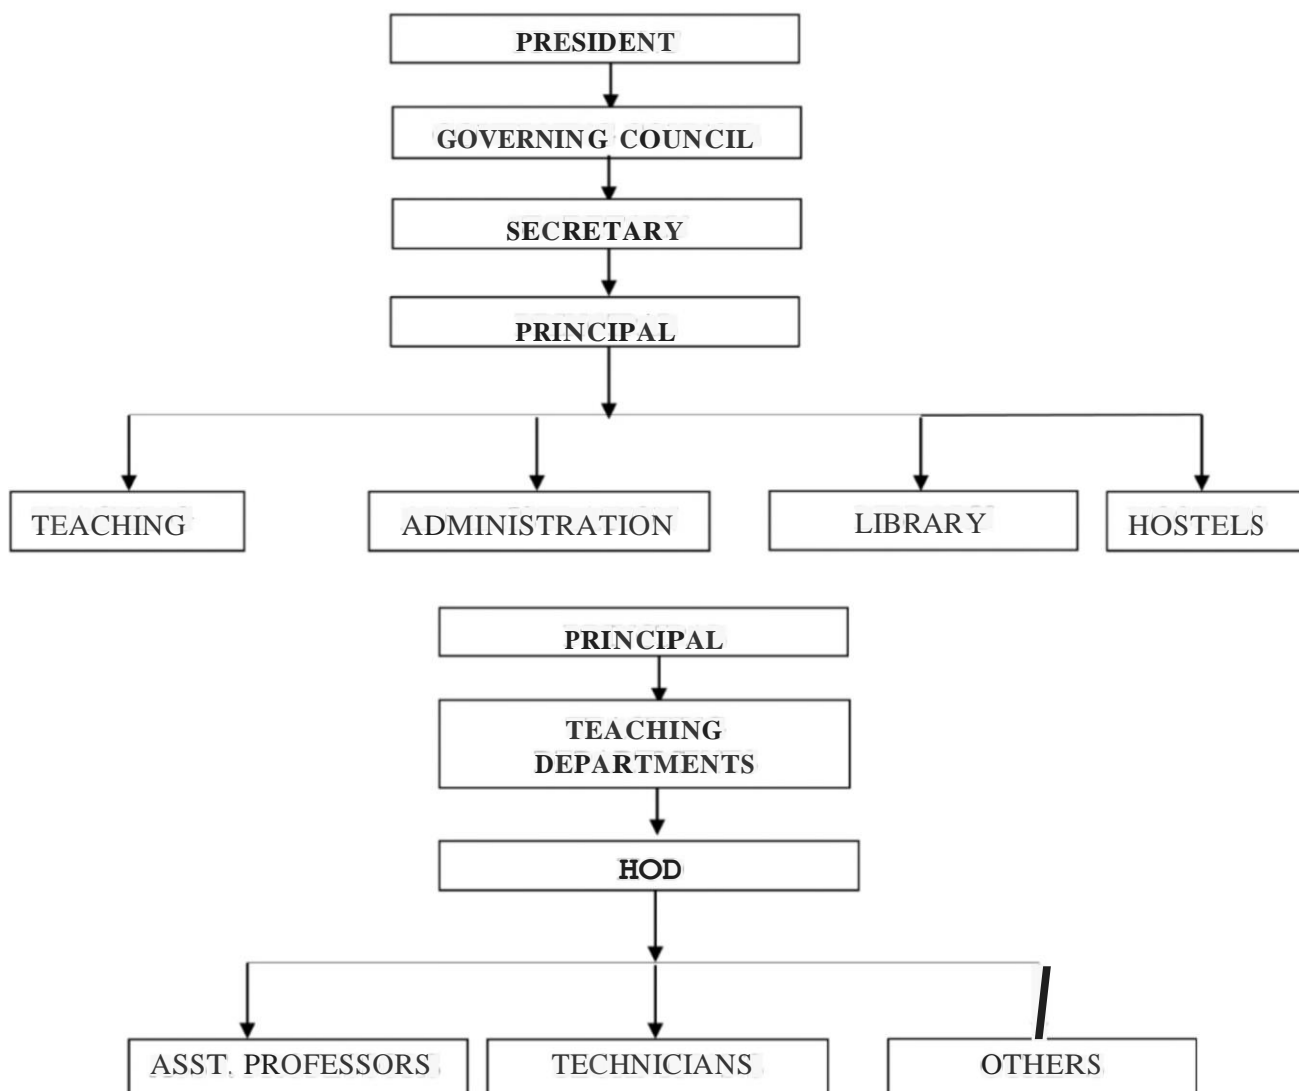 PRESIDENT
GOVERNING COUNCIL
SECRETARY
PRINCIPAL
TEACHING
ADMINISTRATION
LIBRARY
HOSTELS
PRINCIPAL
TEACHING
DEPARTMENTS
HOD
ASST. PROFESSORS
TECHNICIANS
OTHERS